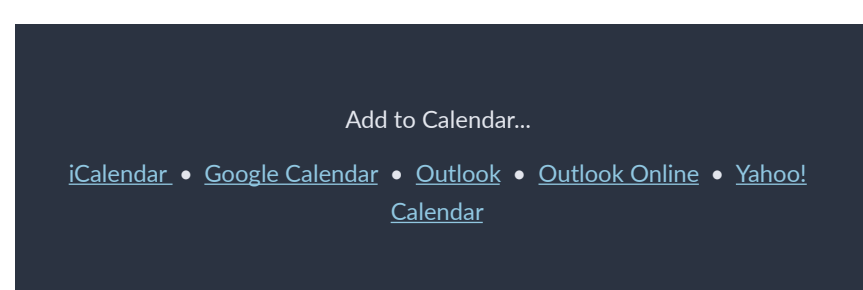 Add to Calendar...
iCalendar • Google Calendar • Outlook • Outlook Online • Yahoo!
Calendar